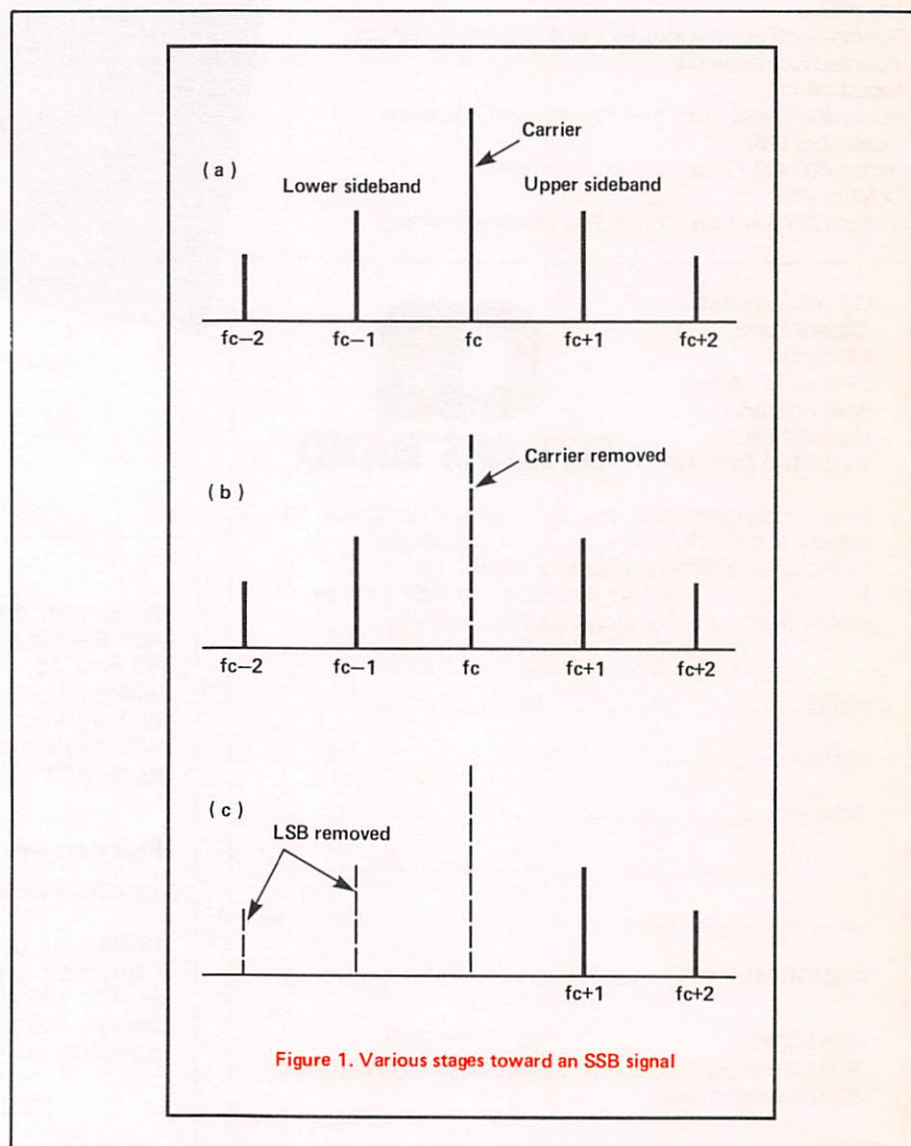 (a)
Carrier
Lower sideband
Upper sideband
fc−2
fc−1
fc
fc+1
fc+2
(b)
Carrier removed
fc−2
fc−1
fc
fc+1
fc+2
(c)
LSB removed
fc+1
fc+2
Figure 1. Various stages toward an SSB signal